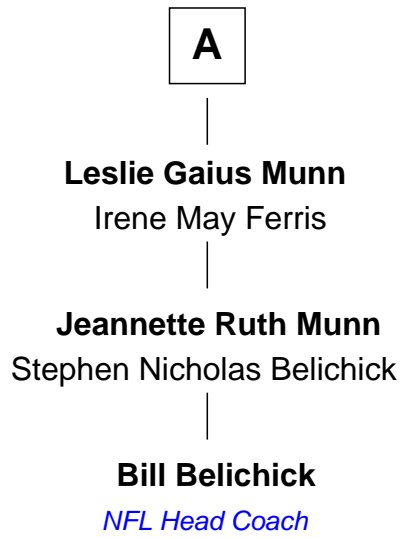 A
Leslie Gaius Munn
Irene May Ferris
Jeannette Ruth Munn
Stephen Nicholas Belichick
Bill Belichick
NFL Head Coach